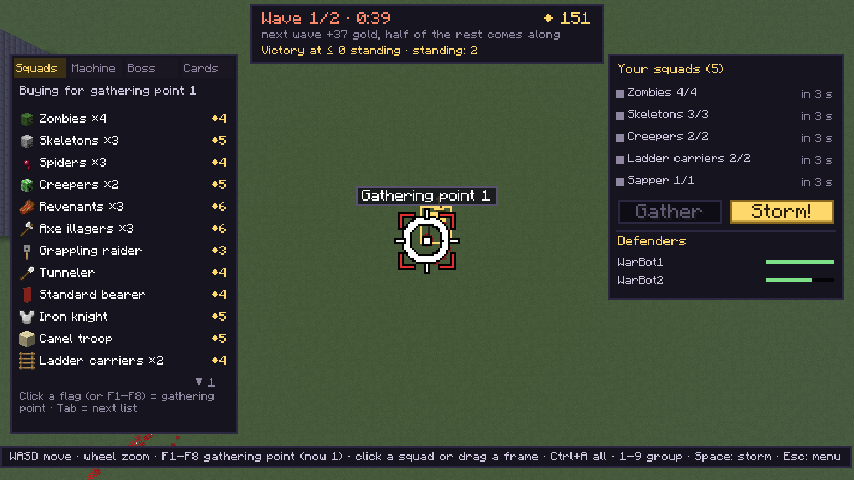 Wave 1/2 · 0:39
151
next wave +37 gold, half of the rest comes along
Victory at ≤ 0 standing · standing: 2
Squads Machine Boss Cards
Buying for gathering point 1
Zombies ×4 4
Skeletons ×3 5
Spiders ×3 4
Creepers ×2 5
Revenants ×3 6
Axe illagers ×3 6
Grappling raider 3
Tunneler 4
Standard bearer 4
Iron knight 5
Camel troop 5
Ladder carriers ×2 4
▼ 1
Click a flag (or F1–F8) = gathering
point · Tab = next list
Gathering point 1
Your squads (5)
Zombies 4/4 in 3 s
Skeletons 3/3 in 3 s
Creepers 2/2 in 3 s
Ladder carriers 2/2 in 3 s
Sapper 1/1 in 3 s
Gather Storm!
Defenders
WarBot1
WarBot2
WASD move · wheel zoom · F1–F8 gathering point (now 1) · click a squad or drag a frame · Ctrl+A all · 1–9 group · Space: storm · Esc: menu